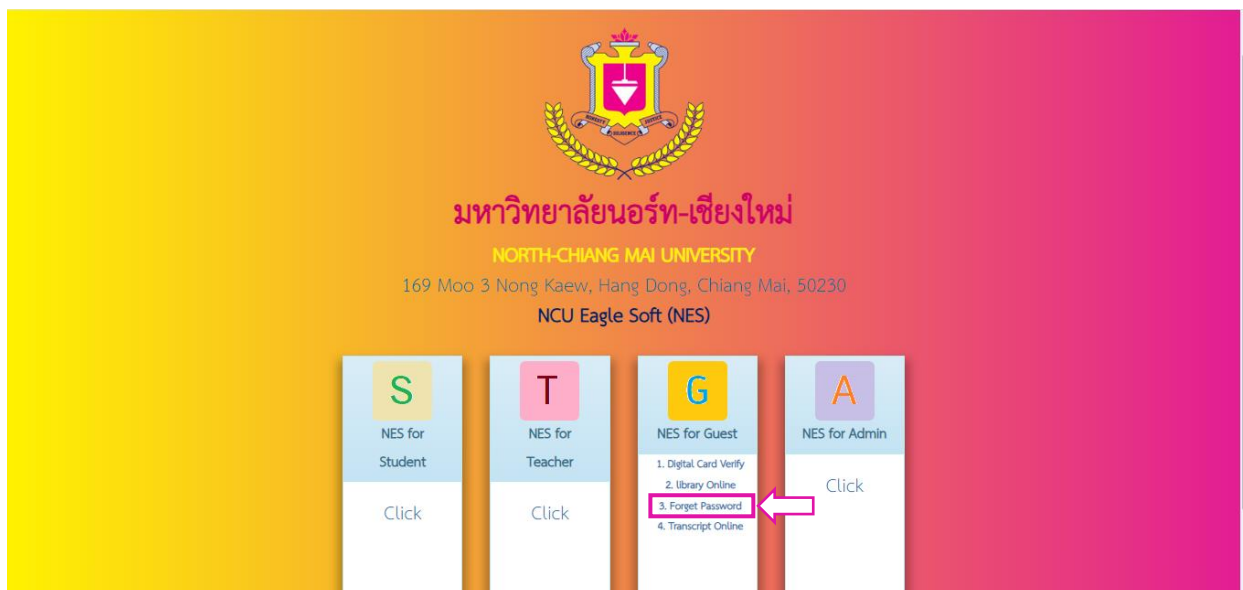 HONESTY DILIGENCE SERVICE
มหาวิทยาลัยนอร์ท-เชียงใหม่
NORTH-CHIANG MAI UNIVERSITY
169 Moo 3 Nong Kaew, Hang Dong, Chiang Mai, 50230
NCU Eagle Soft (NES)
S
NES for
Student
Click
T
NES for
Teacher
Click
G
NES for Guest
1. Digital Card Verify
2. library Online
3. Forget Password
4. Transcript Online
A
NES for Admin
Click